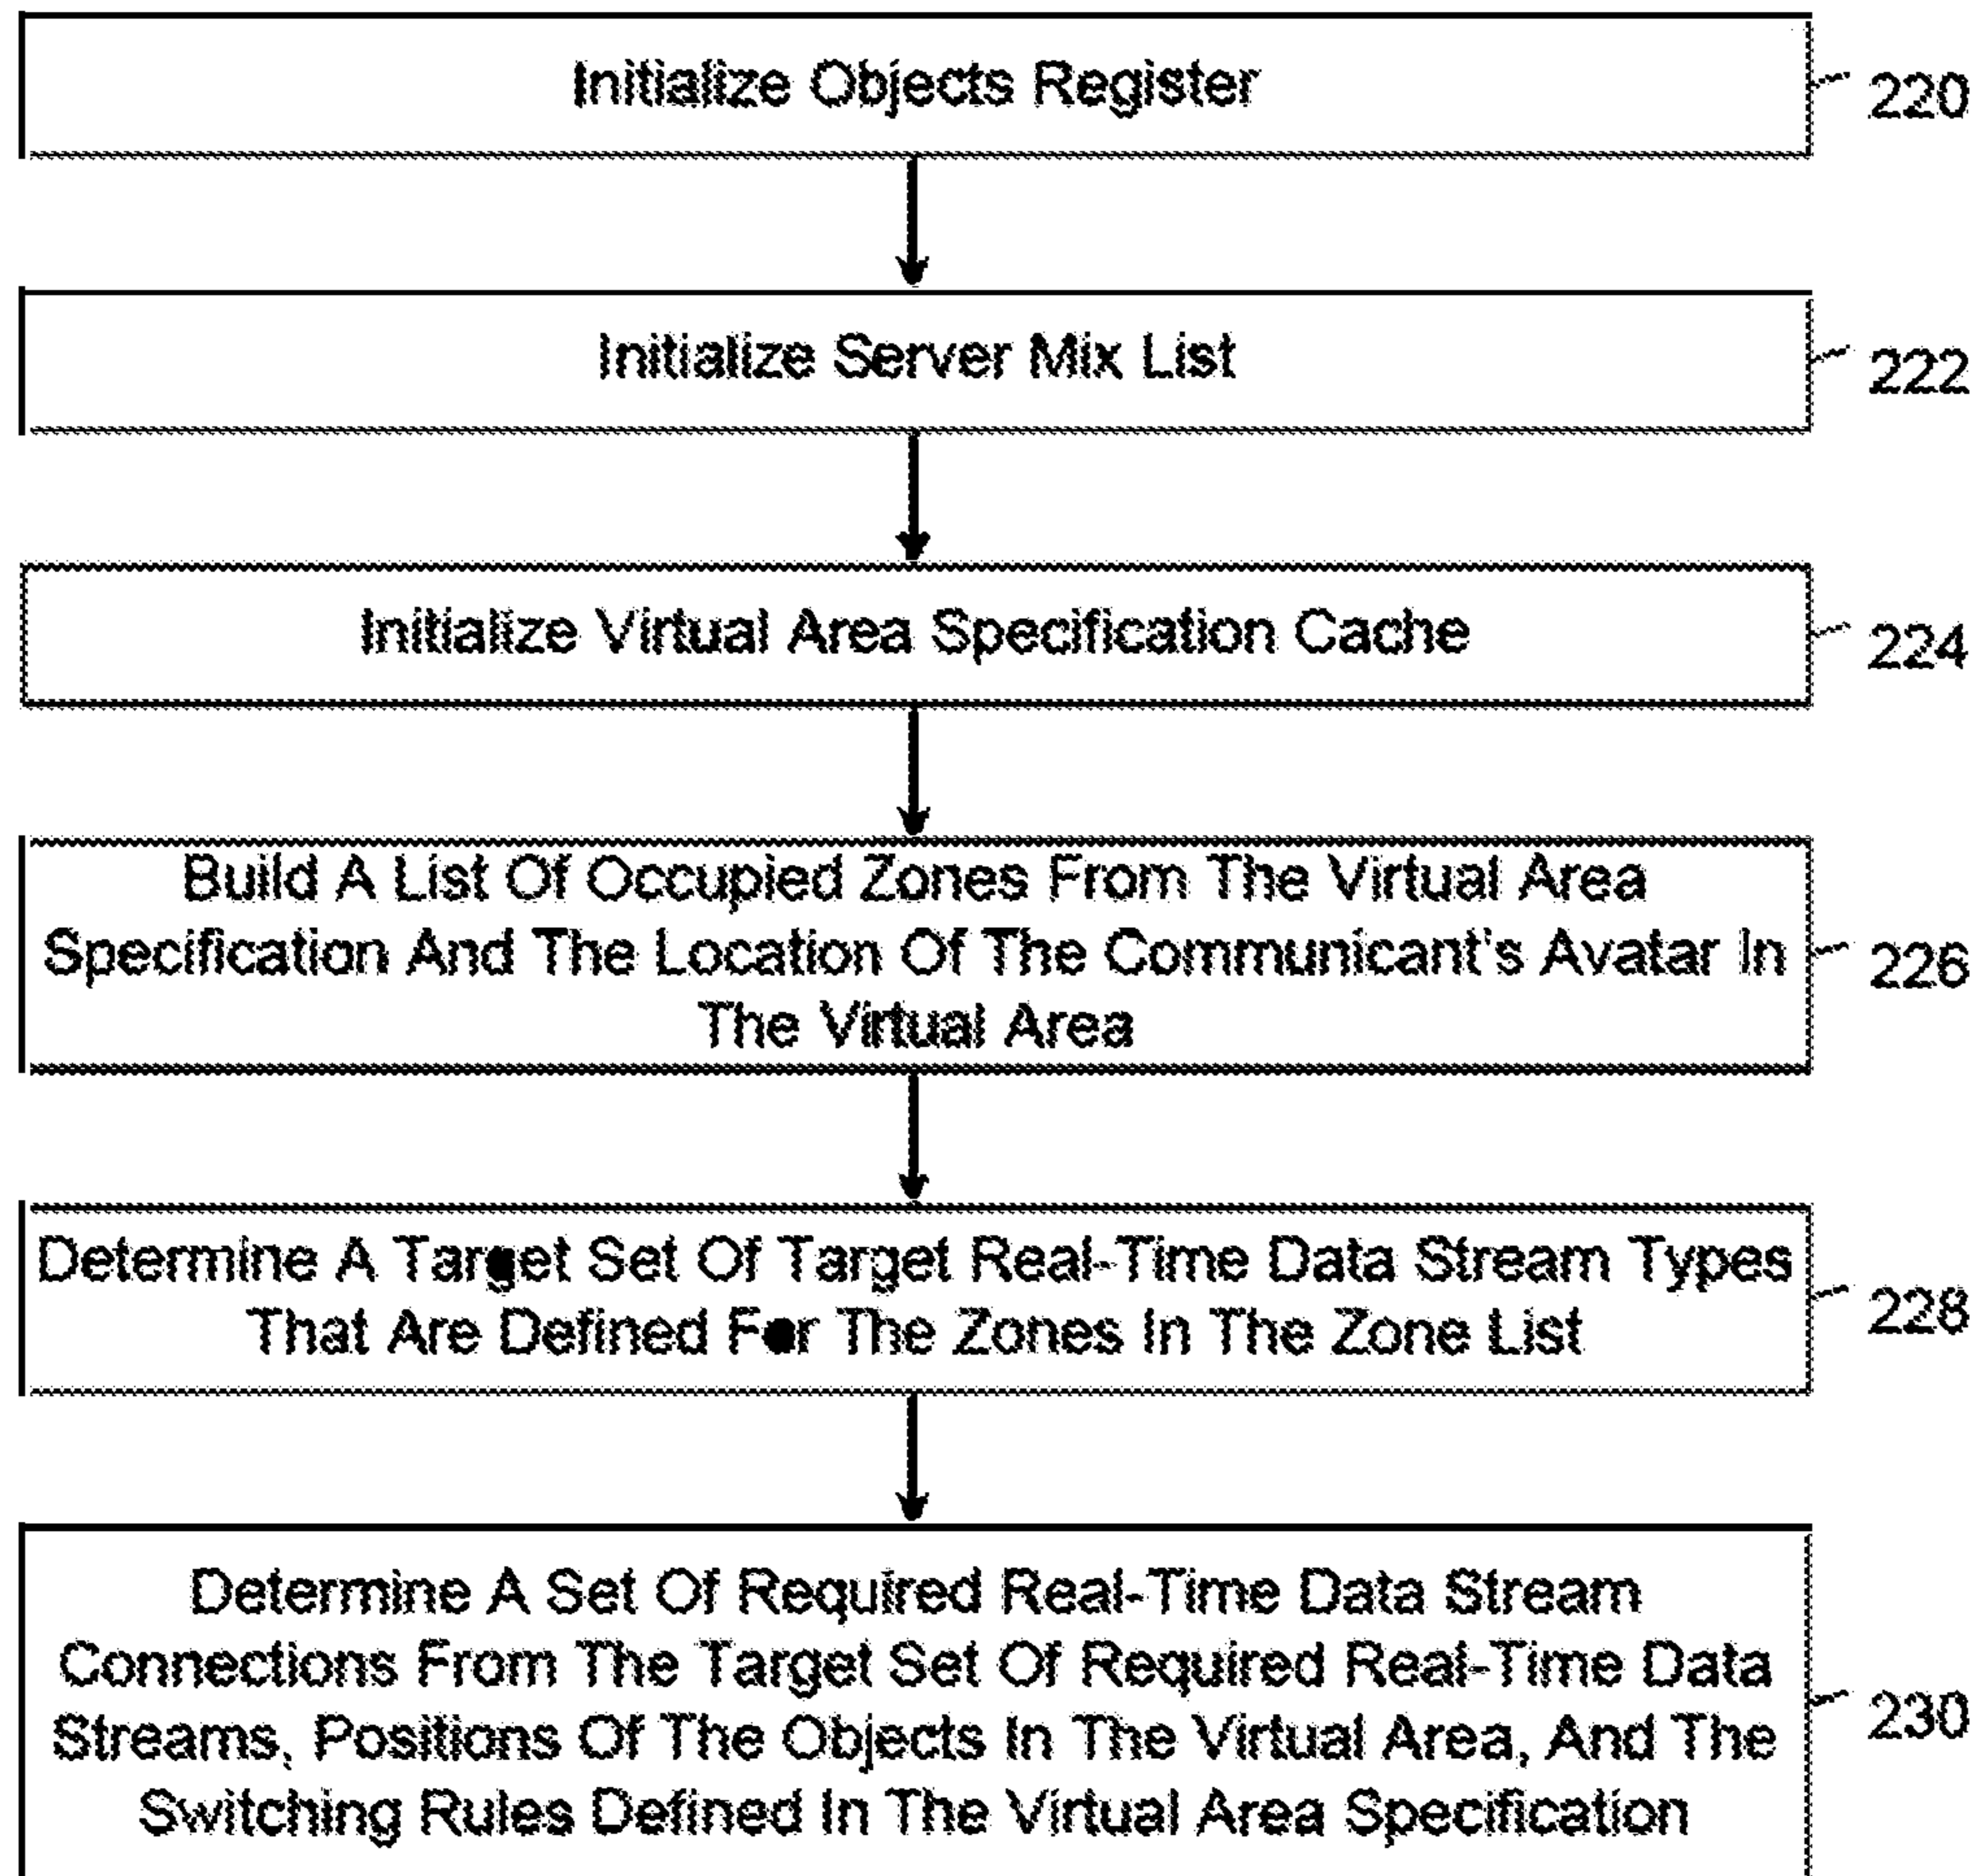 Initialize Objects Register
220
Initialize Server Mix List
222
Initialize Virtual Area Specification Cache
224
Build A List Of Occupied Zones From The Virtual Area
Specification And The Location Of The Communicant's Avatar In
The Virtual Area
226
Determine A Target Set Of Target Real-Time Data Stream Types
That Are Defined For The Zones In The Zone List
228
Determine A Set Of Required Real-Time Data Stream
Connections From The Target Set Of Required Real-Time Data
Streams, Positions Of The Objects In The Virtual Area, And The
Switching Rules Defined In The Virtual Area Specification
230